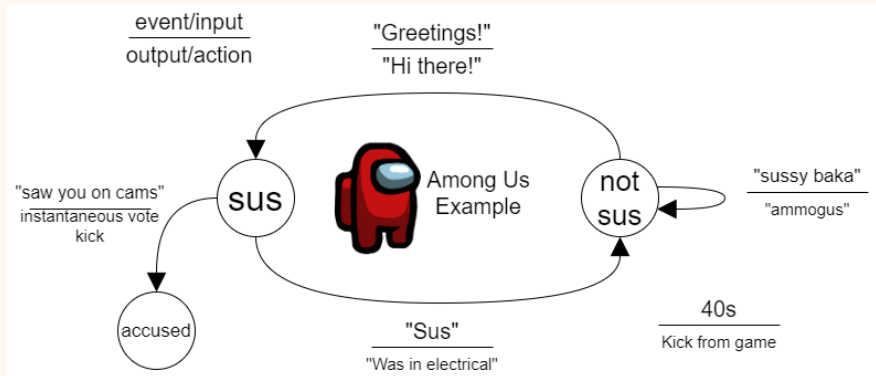 event/input
output/action
"Greetings!"
"Hi there!"
"saw you on cams"
instantaneous vote
kick
sus
Among Us
Example
not
sus
"sussy baka"
"ammogus"
accused
"Sus"
"Was in electrical"
40s
Kick from game